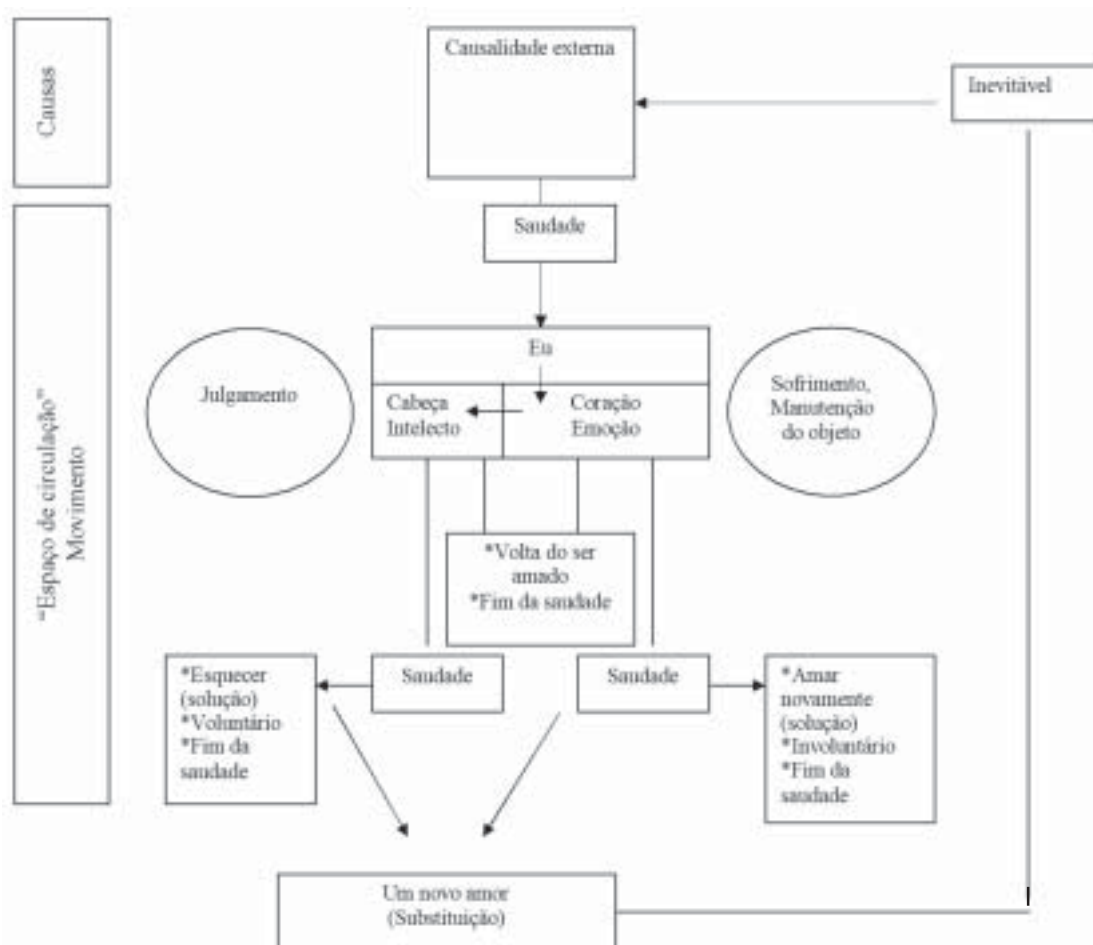 Causas
Causalidade externa
Inevitável
Saudade
"Espaço de circulação"
Movimento
Julgamento
Eu
Cabeça
Intelecto
Coração
Emoção
Sofrimento,
Manutenção
do objeto
*Volta do ser
amado
*Fim da saudade
*Esquecer
(solução)
*Voluntário
*Fim da
saudade
Saudade
Saudade
*Amar
novamente
(solução)
*Involuntário
*Fim da
saudade
Um novo amor
(Substituição)